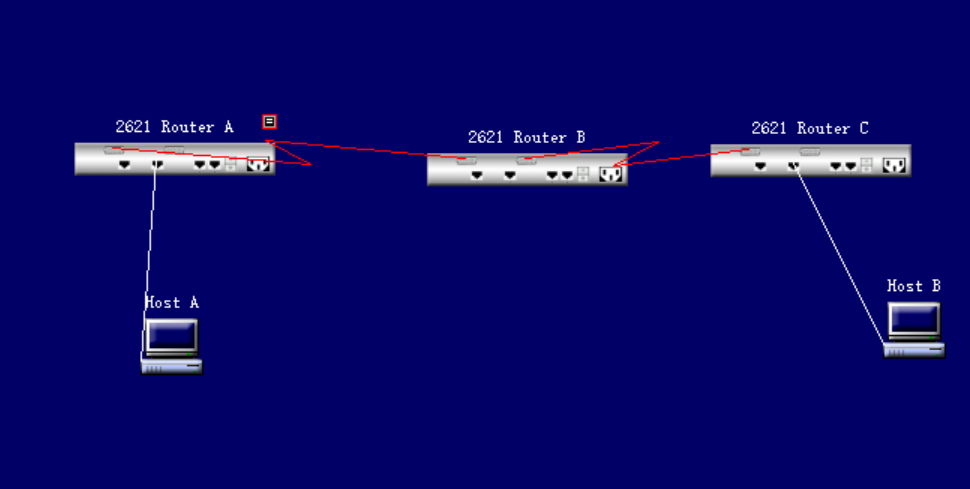 2621 Router A
2621 Router B
2621 Router C
Host A
Host B